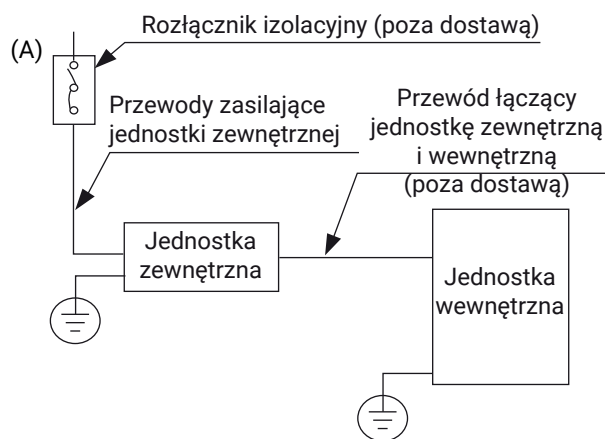 Rozłącznik izolacyjny (poza dostawą)
(A)
Przewody zasilające
jednostki zewnętrznej
Przewód łączący
jednostkę zewnętrzną
i wewnętrzną
(poza dostawą)
Jednostka
zewnętrzna
Jednostka
wewnętrzna